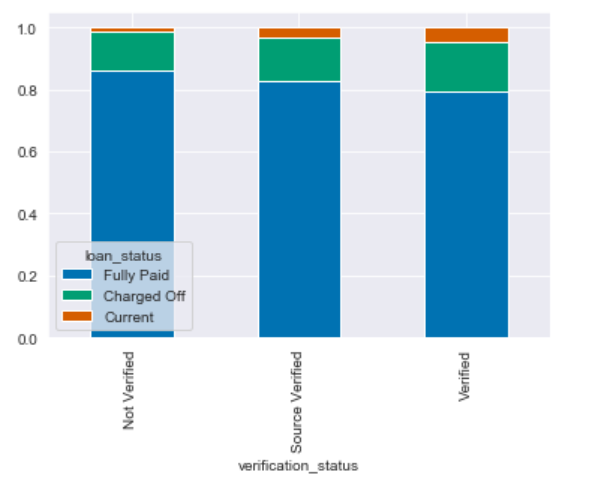 1.0
0.8
0.6
0.4
0.2
0.0
loan_status
Fully Paid
Charged Off
Current
Not Verified
Source Verified
Verified
verification_status